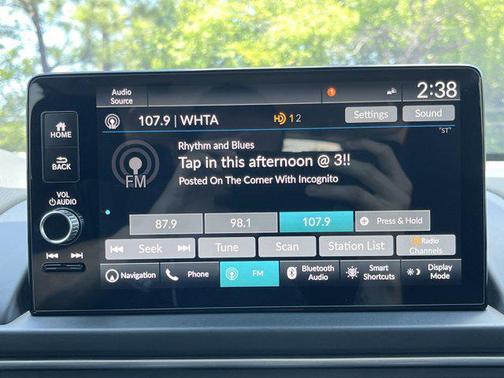 Audio
Source
1
2:38
HOME
BACK
VOL
AUDIO
107.9 | WHTA
HD 1 2
Settings
Sound
"ST"
Rhythm and Blues
Tap in this afternoon @ 3!!
Posted On The Corner With Incognito
FM
87.9
98.1
107.9
Press & Hold
Seek
Tune
Scan
Station List
HD Radio
Channels
Navigation
Phone
FM
Bluetooth
Audio
Smart
Shortcuts
Display
Mode